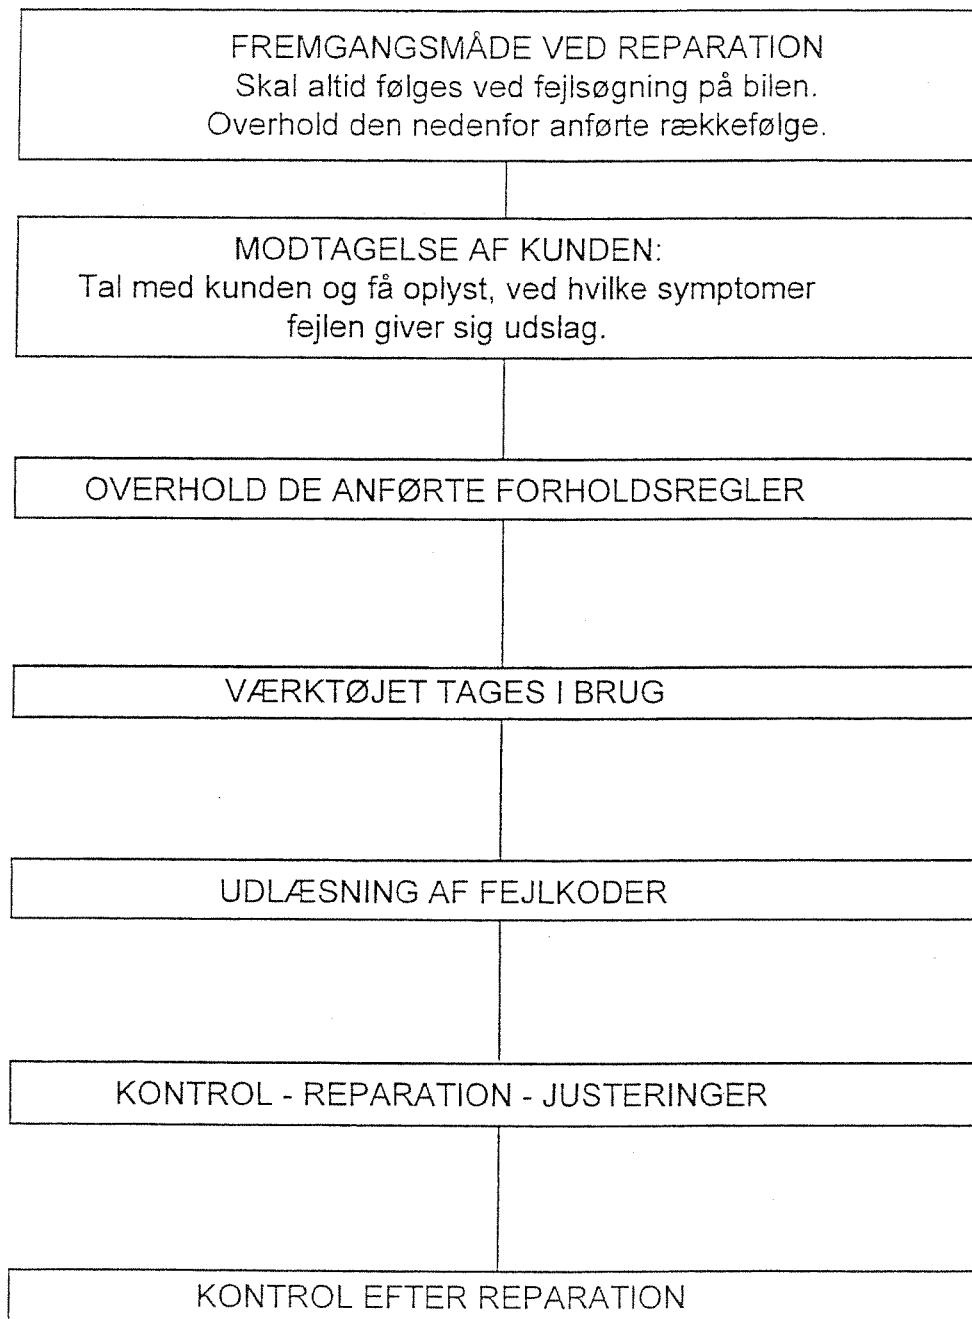 FREMGANGSMÅDE VED REPARATION
Skal altid følges ved fejlsøgning på bilen.
Overhold den nedenfor anførte rækkefølge.
MODTAGELSE AF KUNDEN:
Tal med kunden og få oplyst, ved hvilke symptomer
fejlen giver sig udslag.
OVERHOLD DE ANFØRTE FORHOLDSREGLER
VÆRKTØJET TAGES I BRUG
UDLÆSNING AF FEJLKODER
KONTROL - REPARATION - JUSTERINGER
KONTROL EFTER REPARATION